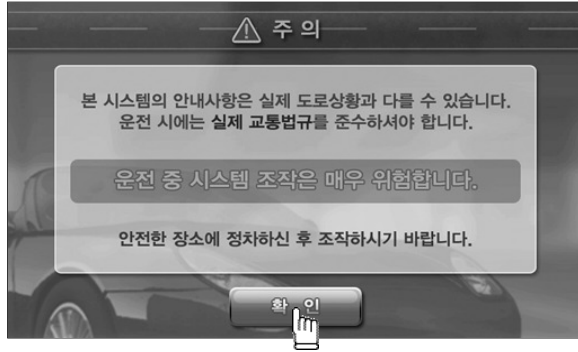 주 의
본 시스템의 안내사항은 실제 도로상황과 다를 수 있습니다.
운전 시에는 실제 교통법규를 준수하셔야 합니다.
운전 중 시스템 조작은 매우 위험합니다.
안전한 장소에 정차하신 후 조작하시기 바랍니다.
확 인